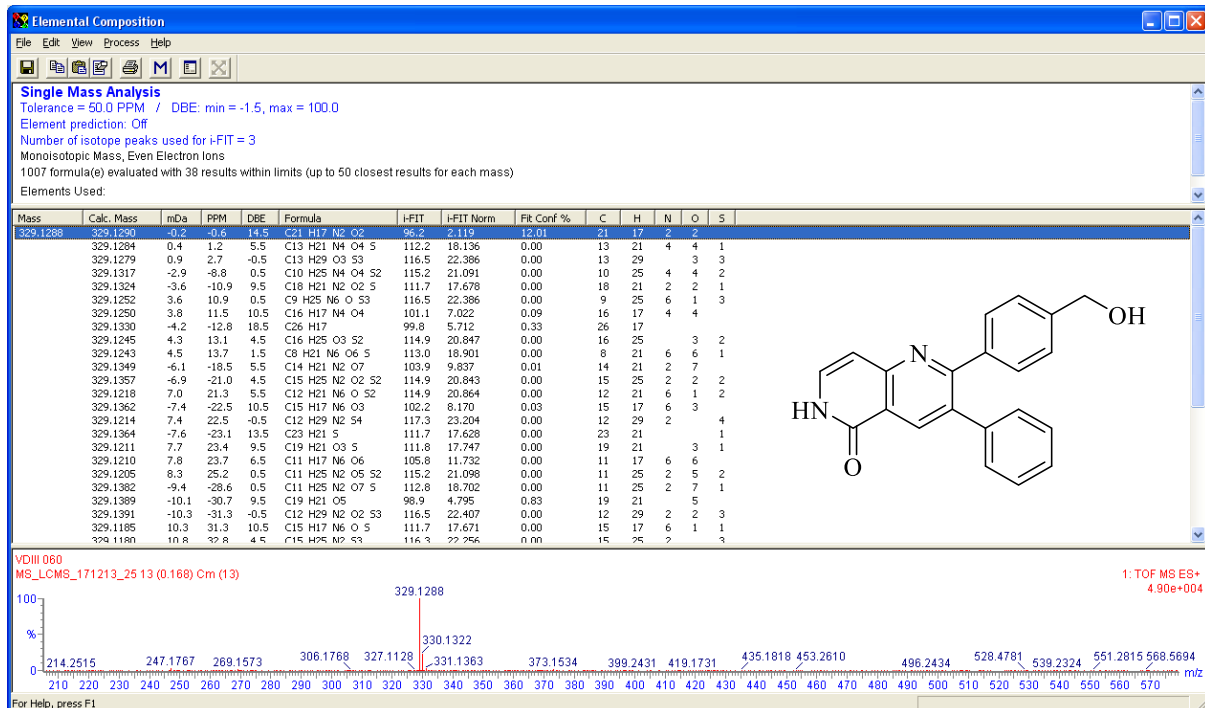 Elemental Composition
File Edit View Process Help
M
Single Mass Analysis
Tolerance = 50.0 PPM / DBE: min = -1.5, max = 100.0
Element prediction: Off
Number of isotope peaks used for i-FIT = 3
Monoisotopic Mass, Even Electron Ions
1007 formula(e) evaluated with 38 results within limits (up to 50 closest results for each mass)
Elements Used:
Mass Calc. Mass mDa PPM DBE Formula i-FIT i-FIT Norm Fit Conf % C H N O S
329.1288 329.1290 -0.2 -0.6 14.5 C21 H17 N2 O2 96.2 2.119 12.01 21 17 2 2
329.1284 0.4 1.2 5.5 C13 H21 N4 O4 S 112.2 18.136 0.00 13 21 4 4 1
329.1279 0.9 2.7 -0.5 C13 H29 O3 S3 116.5 22.386 0.00 13 29 3 3
329.1317 -2.9 -8.8 0.5 C10 H25 N4 O4 S2 115.2 21.091 0.00 10 25 4 4 2
329.1324 -3.6 -10.9 9.5 C18 H21 N2 O2 S 111.7 17.678 0.00 18 21 2 2 1
329.1252 3.6 10.9 0.5 C9 H25 N6 O S3 116.5 22.386 0.00 9 25 6 1 3
329.1250 3.8 11.5 10.5 C16 H17 N4 O4 101.1 7.022 0.09 16 17 4 4
329.1330 -4.2 -12.8 18.5 C26 H17 99.8 5.712 0.33 26 17
329.1245 4.3 13.1 4.5 C16 H25 O3 S2 114.9 20.847 0.00 16 25 3 2
329.1243 4.5 13.7 1.5 C8 H21 N6 O6 S 113.0 18.901 0.00 8 21 6 6 1
329.1349 -6.1 -18.5 5.5 C14 H21 N2 O7 103.9 9.837 0.01 14 21 2 7
329.1357 -6.9 -21.0 4.5 C15 H25 N2 O2 S2 114.9 20.843 0.00 15 25 2 2 2
329.1218 7.0 21.3 5.5 C12 H21 N6 O S2 114.9 20.864 0.00 12 21 6 1 2
329.1362 -7.4 -22.5 10.5 C15 H17 N6 O3 102.2 8.170 0.03 15 17 6 3
329.1214 7.4 22.5 -0.5 C12 H29 N2 S4 117.3 23.204 0.00 12 29 2 4
329.1364 -7.6 -23.1 13.5 C23 H21 S 111.7 17.628 0.00 23 21 1
329.1211 7.7 23.4 9.5 C19 H21 O3 S 111.8 17.747 0.00 19 21 3 1
329.1210 7.8 23.7 6.5 C11 H17 N6 O6 105.8 11.732 0.00 11 17 6 6
329.1205 8.3 25.2 0.5 C11 H25 N2 O5 S2 115.2 21.098 0.00 11 25 2 5 2
329.1382 -9.4 -28.6 0.5 C11 H25 N2 O7 S 112.8 18.702 0.00 11 25 2 7 1
329.1389 -10.1 -30.7 9.5 C19 H21 O5 98.9 4.795 0.83 19 21 5
329.1391 -10.3 -31.3 -0.5 C12 H29 N2 O2 S3 116.5 22.407 0.00 12 29 2 2 3
329.1185 10.3 31.3 10.5 C15 H17 N6 O S 111.7 17.671 0.00 15 17 6 1 1
329.1180 10.8 32.8 4.5 C15 H25 N2 S3 116.3 22.256 0.00 15 25 2 3
OH
N
HN
O
VDIII 060
MS_LCMS_171213_25 13 (0.168) Cm (13)
1: TOF MS ES+
4.90e+004
100
%
0
329.1288
330.1322
214.2515 247.1767 269.1573 306.1768 327.1128 331.1363 373.1534 399.2431 419.1731 435.1818 453.2610 496.2434 528.4781 539.2324 551.2815 568.5694
m/z
210 220 230 240 250 260 270 280 290 300 310 320 330 340 350 360 370 380 390 400 410 420 430 440 450 460 470 480 490 500 510 520 530 540 550 560 570
For Help, press F1